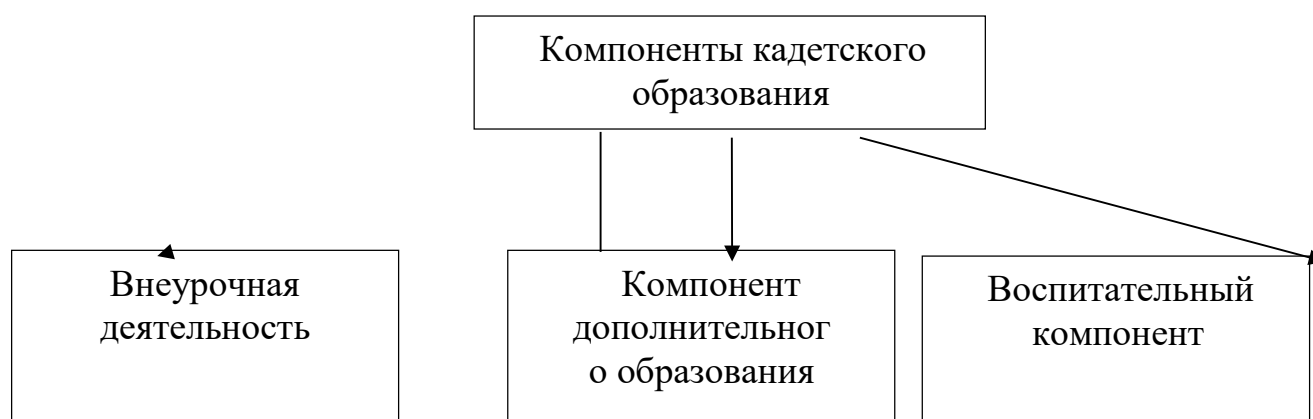 Компоненты кадетского
образования
Внеурочная
деятельность
Компонент
дополнительног
о образования
Воспитательный
компонент